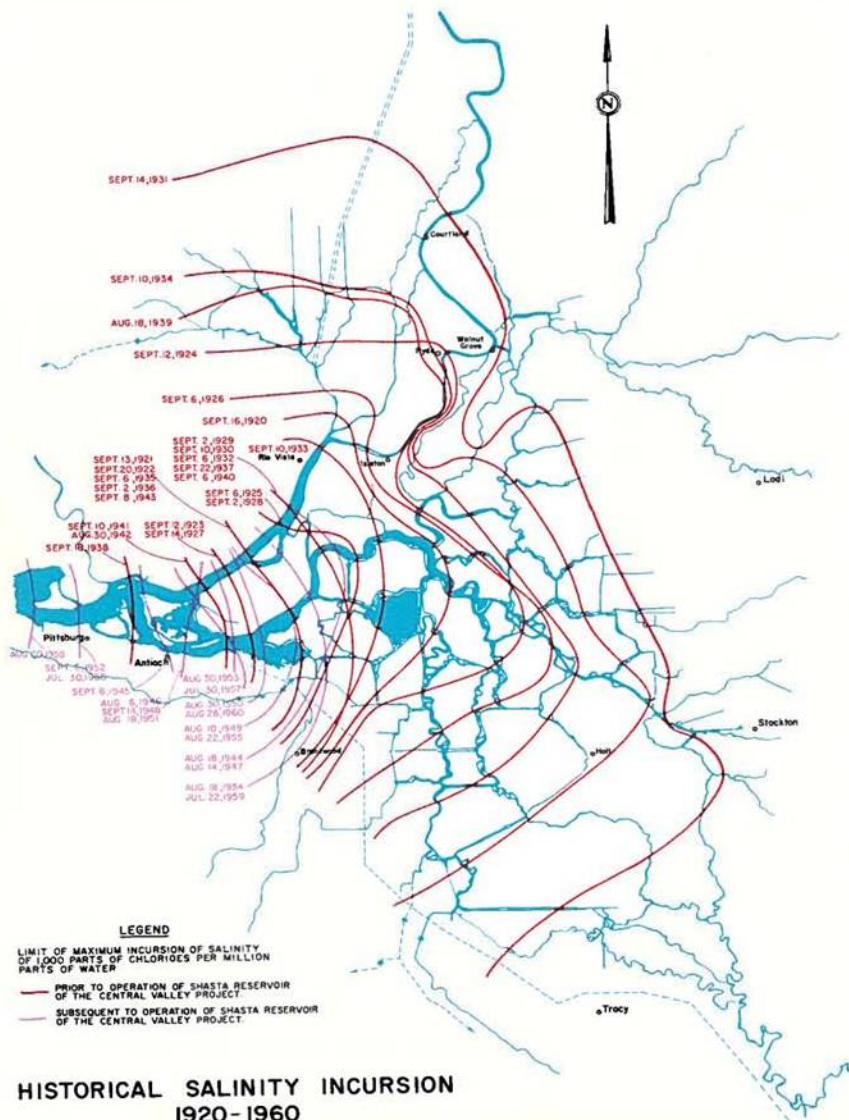 N
SEPT. 14, 1931
Courtland
SEPT. 10, 1934
AUG. 18, 1939
SEPT. 12, 1924
Ryde
Walnut
Grove
SEPT. 6, 1926
SEPT. 16, 1920
SEPT. 2, 1929
SEPT. 10, 1930
SEPT. 6, 1932
SEPT. 22, 1937
SEPT. 6, 1940
SEPT. 10, 1933
Rio Vista
Isleton
Lodi
SEPT. 13, 1921
SEPT. 20, 1922
SEPT. 6, 1935
SEPT. 2, 1936
SEPT. 8, 1943
SEPT. 6, 1925
SEPT. 2, 1928
SEPT. 10, 1941
AUG. 30, 1942
SEPT. 12, 1923
SEPT. 14, 1927
SEPT. 18, 1938
Pittsburg
Antioch
SEPT. 6, 1952
SEPT. 6, 1945
AUG. 6, 1946
SEPT. 14, 1948
AUG. 18, 1951
AUG. 30, 1953
JUL. 30, 1957
AUG. 26, 1960
AUG. 10, 1949
AUG. 22, 1955
AUG. 18, 1944
AUG. 14, 1947
AUG. 18, 1954
JUL. 22, 1959
Brentwood
Holt
Stockton
Tracy
LEGEND
LIMIT OF MAXIMUM INCURSION OF SALINITY
OF 1,000 PARTS OF CHLORIDES PER MILLION
PARTS OF WATER
PRIOR TO OPERATION OF SHASTA RESERVOIR
OF THE CENTRAL VALLEY PROJECT.
SUBSEQUENT TO OPERATION OF SHASTA RESERVOIR
OF THE CENTRAL VALLEY PROJECT.
HISTORICAL SALINITY INCURSION
1920-1960